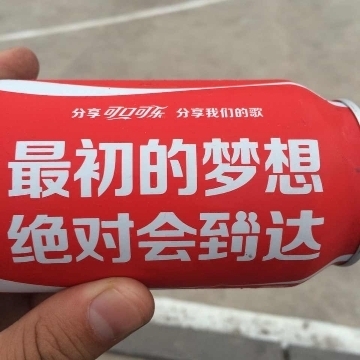 分享可口可乐 分享我们的歌
最初的梦想
绝对会到达